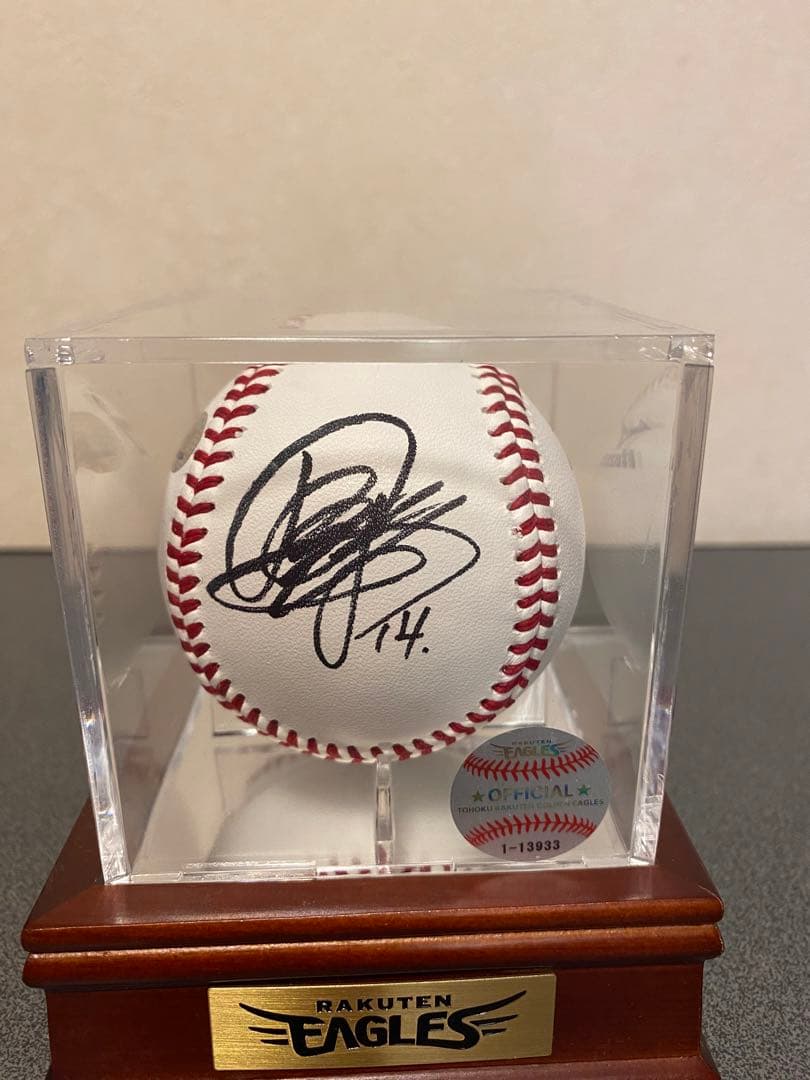 14.
RAKUTEN
EAGLES
OFFICIAL
TOHOKU RAKUTEN GOLDEN EAGLES
1-13933
RAKUTEN
EAGLES